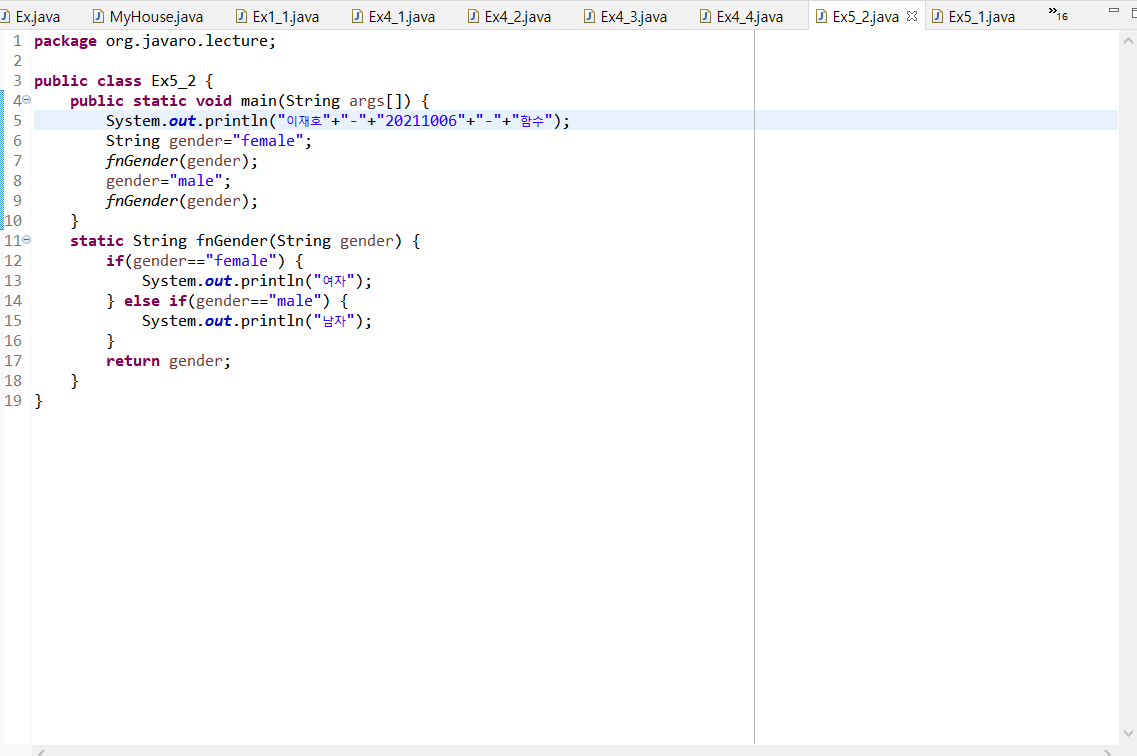 Ex.java MyHouse.java Ex1_1.java Ex4_1.java Ex4_2.java Ex4_3.java Ex4_4.java Ex5_2.java Ex5_1.java »16
1 package org.javaro.lecture;
2
3 public class Ex5_2 {
4 public static void main(String args[]) {
5 System.out.println("이재호"+"-"+"20211006"+"-"+"함수");
6 String gender="female";
7 fnGender(gender);
8 gender="male";
9 fnGender(gender);
10 }
11 static String fnGender(String gender) {
12 if(gender=="female") {
13 System.out.println("여자");
14 } else if(gender=="male") {
15 System.out.println("남자");
16 }
17 return gender;
18 }
19 }